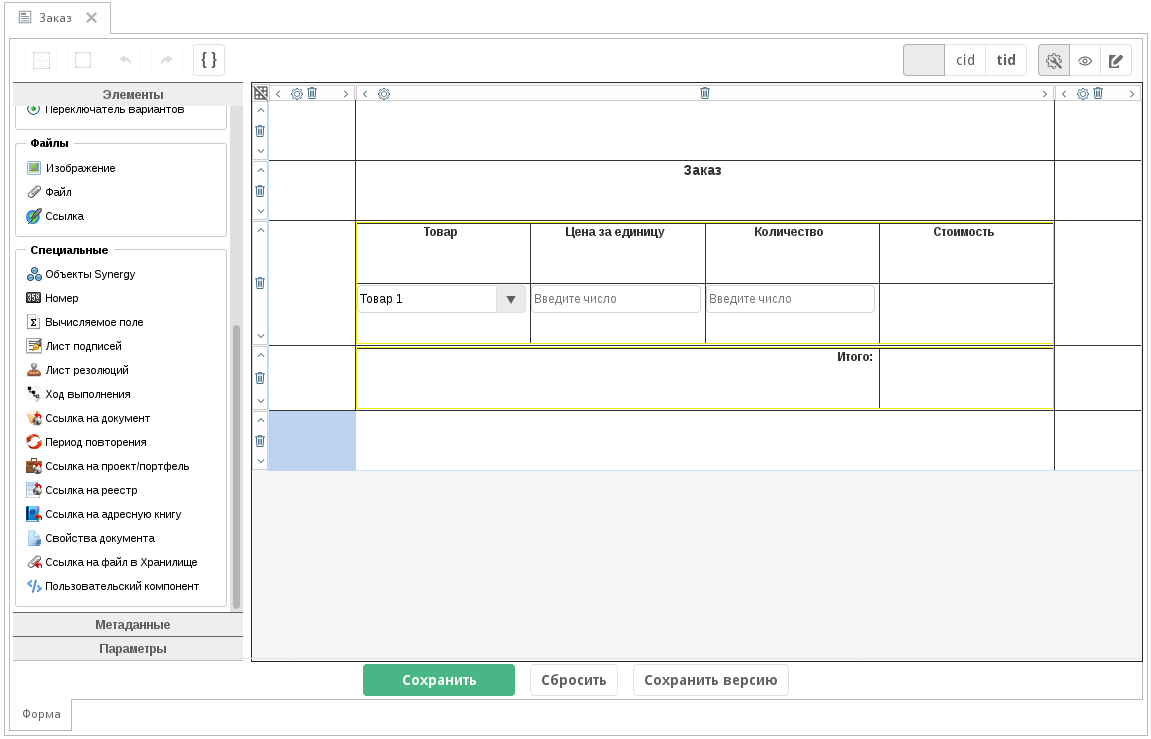 Заказ
{ }
cid
tid
Элементы
Переключатель вариантов
Файлы
Изображение
Файл
Ссылка
Специальные
Объекты Synergy
Номер
Вычисляемое поле
Лист подписей
Лист резолюций
Ход выполнения
Ссылка на документ
Период повторения
Ссылка на проект/портфель
Ссылка на реестр
Ссылка на адресную книгу
Свойства документа
Ссылка на файл в Хранилище
Пользовательский компонент
Метаданные
Параметры
Заказ
Товар Цена за единицу Количество Стоимость
Товар 1 Введите число Введите число
Итого:
Сохранить Сбросить Сохранить версию
Форма